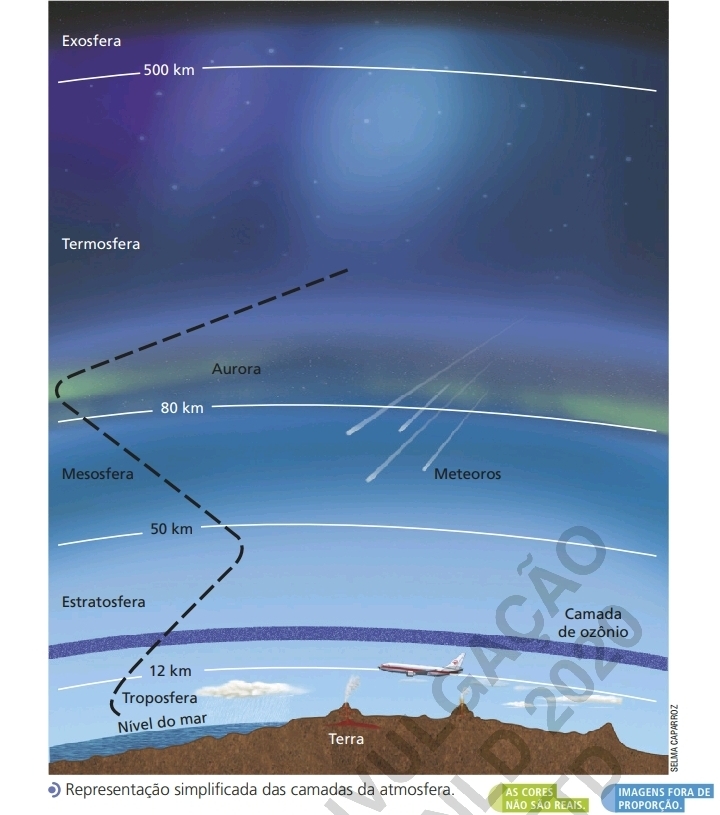 Exosfera
500 km
Termosfera
Aurora
80 km
Mesosfera
Meteoros
50 km
Estratosfera
Camada
de ozônio
12 km
Troposfera
Nível do mar
Terra
SELMA CAPARROZ
Representação simplificada das camadas da atmosfera.
AS CORES
NÃO SÃO REAIS.
IMAGENS FORA DE
PROPORÇÃO.